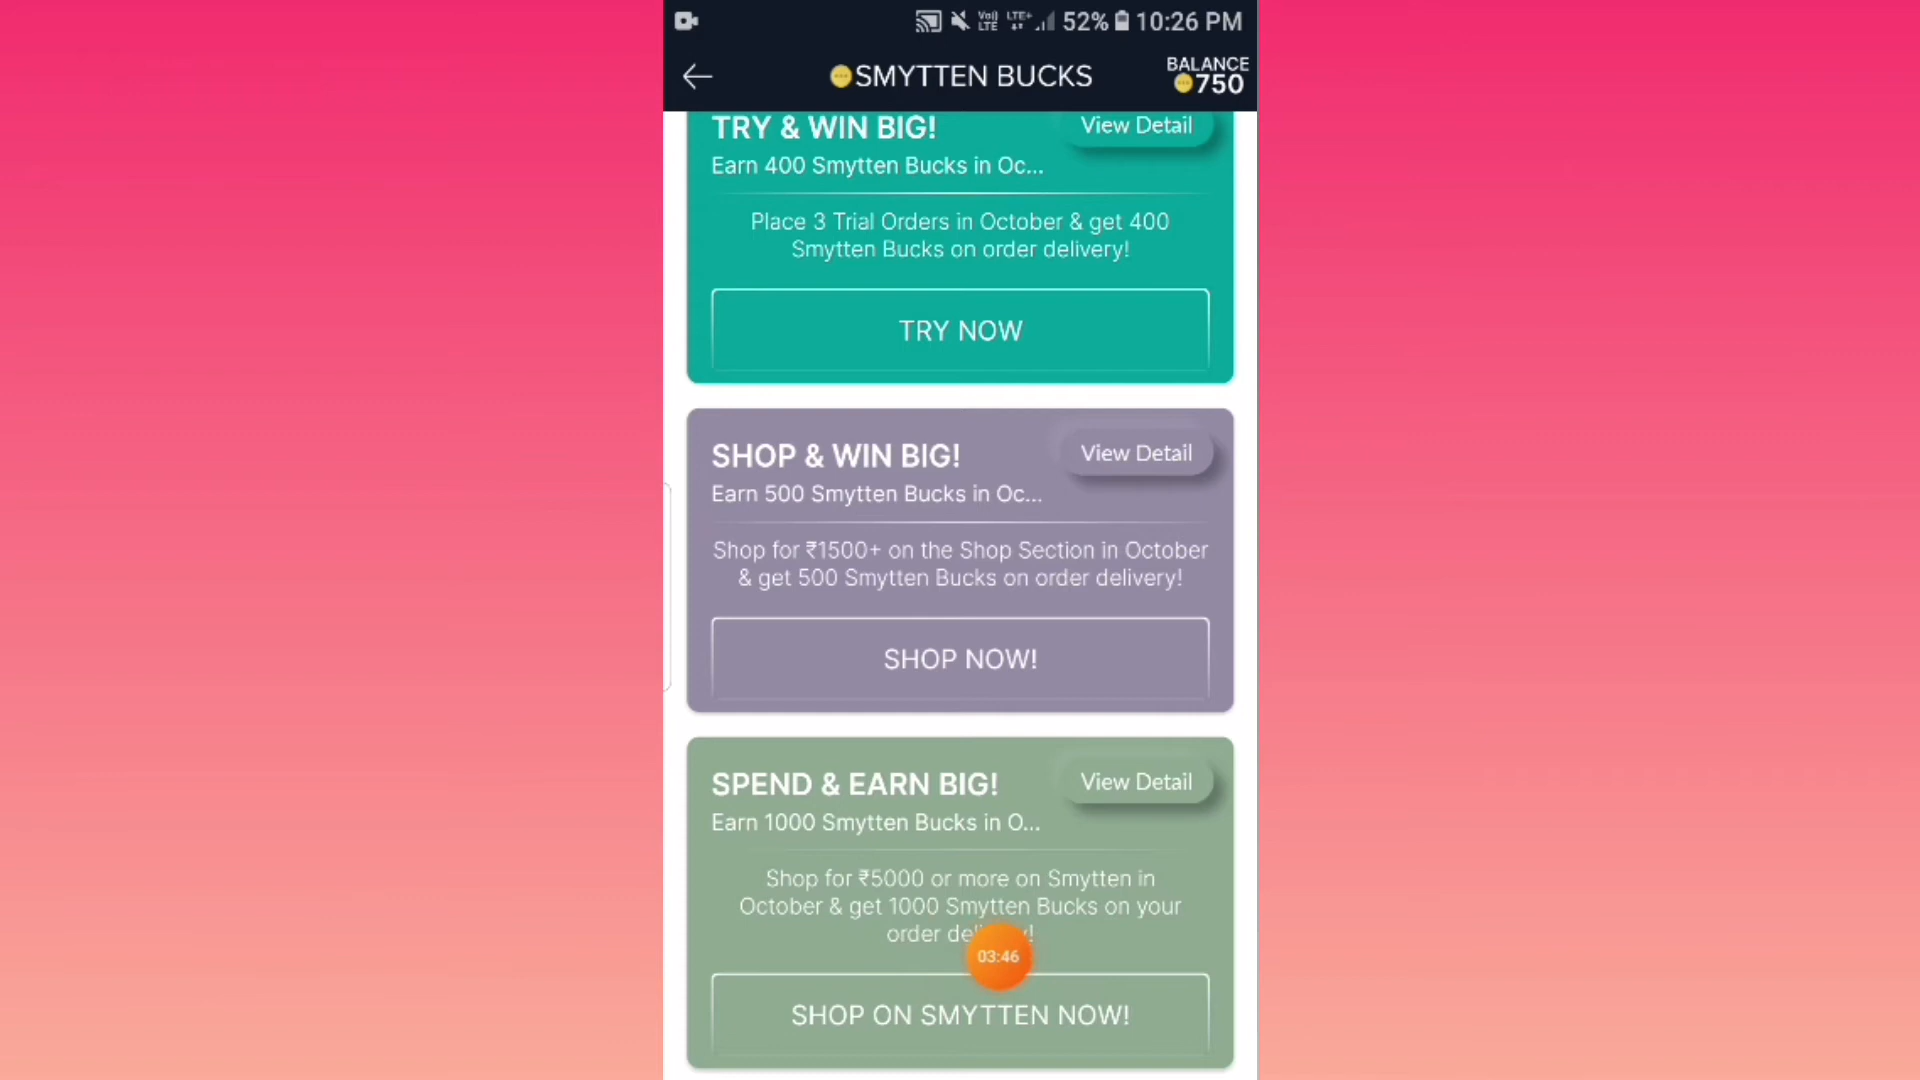 Vo)) LTE LTE+ 52% 10:26 PM
SMYTTEN BUCKS
BALANCE
750
TRY & WIN BIG!
View Detail
Earn 400 Smytten Bucks in Oc...
Place 3 Trial Orders in October & get 400
Smytten Bucks on order delivery!
TRY NOW
SHOP & WIN BIG!
View Detail
Earn 500 Smytten Bucks in Oc...
Shop for ₹1500+ on the Shop Section in October
& get 500 Smytten Bucks on order delivery!
SHOP NOW!
SPEND & EARN BIG!
View Detail
Earn 1000 Smytten Bucks in O...
Shop for ₹5000 or more on Smytten in
October & get 1000 Smytten Bucks on your
order
03:46
SHOP ON SMYTTEN NOW!